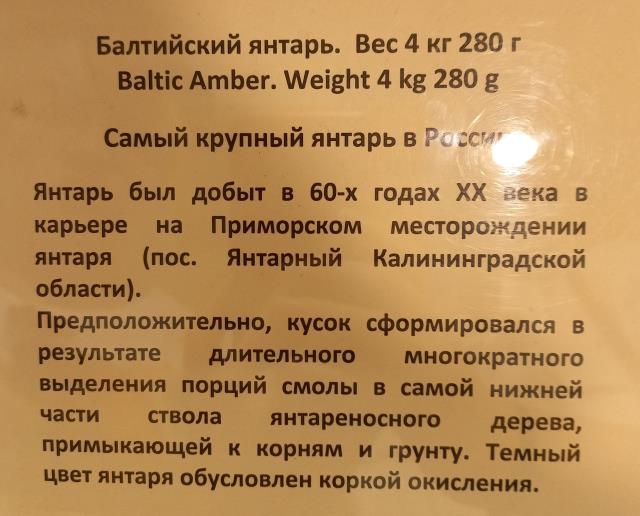 Балтийский янтарь. Вес 4 кг 280 г
Baltic Amber. Weight 4 kg 280 g
Самый крупный янтарь в России
Янтарь был добыт в 60-х годах XX века в
карьере на Приморском месторождении
янтаря (пос. Янтарный Калининградской
области).
Предположительно, кусок сформировался в
результате длительного многократного
выделения порций смолы в самой нижней
части ствола янтареносного дерева,
примыкающей к корням и грунту. Темный
цвет янтаря обусловлен коркой окисления.